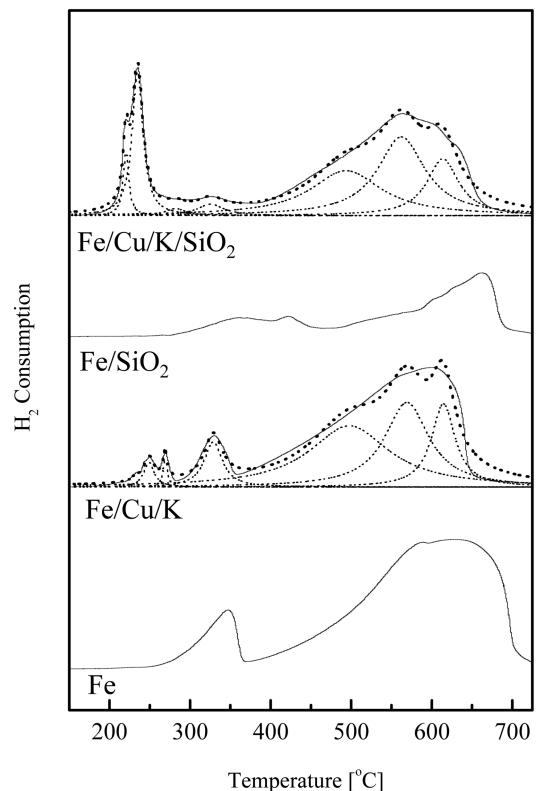 Fe/Cu/K/SiO₂
Fe/SiO₂
Fe/Cu/K
Fe
H₂ Consumption
200 300 400 500 600 700
Temperature [°C]